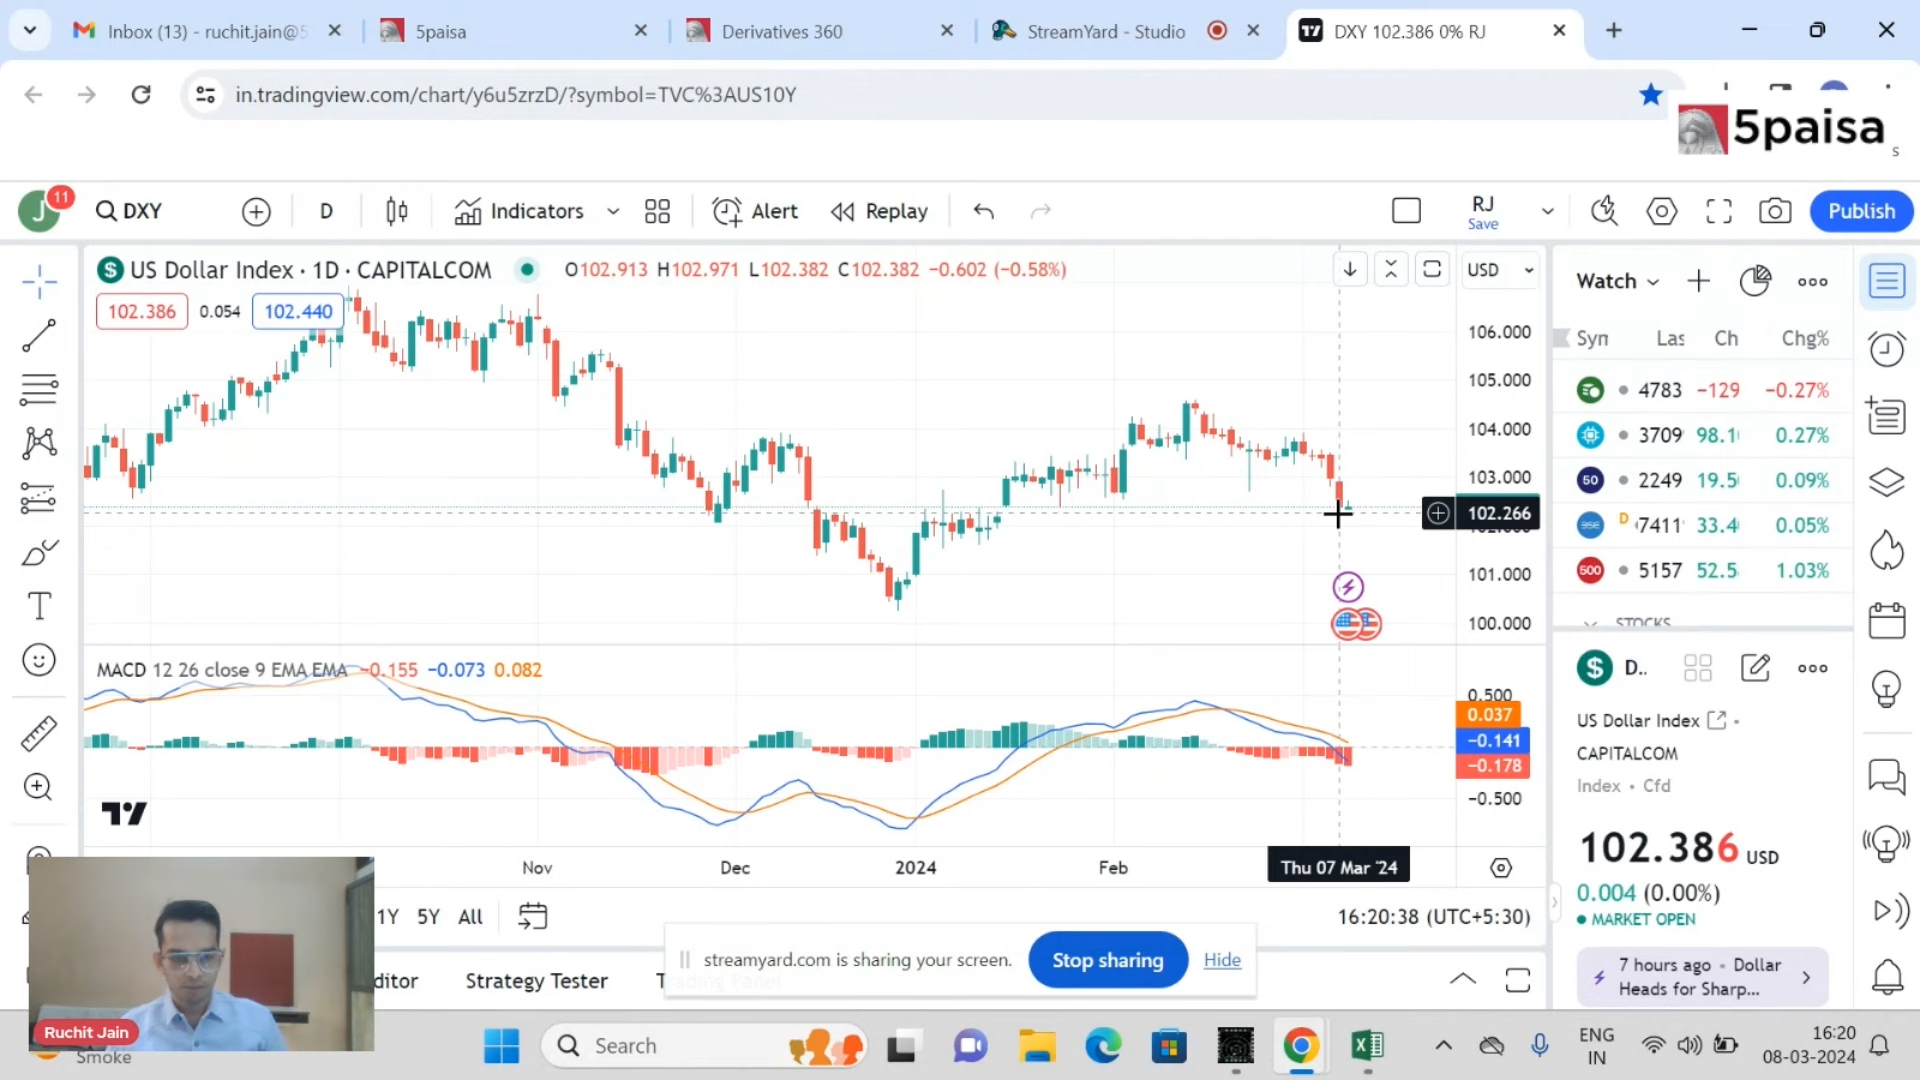 Inbox (13) - ruchit.jain@5
5paisa
Derivatives 360
StreamYard - Studio
DXY 102.386 0% RJ
in.tradingview.com/chart/y6u5zrzD/?symbol=TVC%3AUS10Y
5paisa
s
J
11
DXY
D
Indicators
Alert
Replay
RJ
Save
Publish
US Dollar Index · 1D · CAPITALCOM
O102.913 H102.971 L102.382 C102.382 −0.602 (−0.58%)
102.386
0.054
102.440
USD
106.000
105.000
104.000
103.000
102.266
101.000
100.000
MACD 12 26 close 9 EMA EMA −0.155 −0.073 0.082
0.500
0.037
−0.141
−0.178
−0.500
Nov
Dec
2024
Feb
Thu 07 Mar '24
1Y 5Y All
16:20:38 (UTC+5:30)
ditor
Strategy Tester
streamyard.com is sharing your screen.
Stop sharing
Hide
Watch
Chg%
4783 −129 −0.27%
3709 98.1 0.27%
50 2249 19.5 0.09%
D 7411 33.4 0.05%
500 5157 52.5 1.03%
STOCKS
D..
US Dollar Index
CAPITALCOM
Index • Cfd
102.386 USD
0.004 (0.00%)
MARKET OPEN
7 hours ago • Dollar
Heads for Sharp...
Ruchit Jain
Smoke
Search
ENG
IN
16:20
08-03-2024